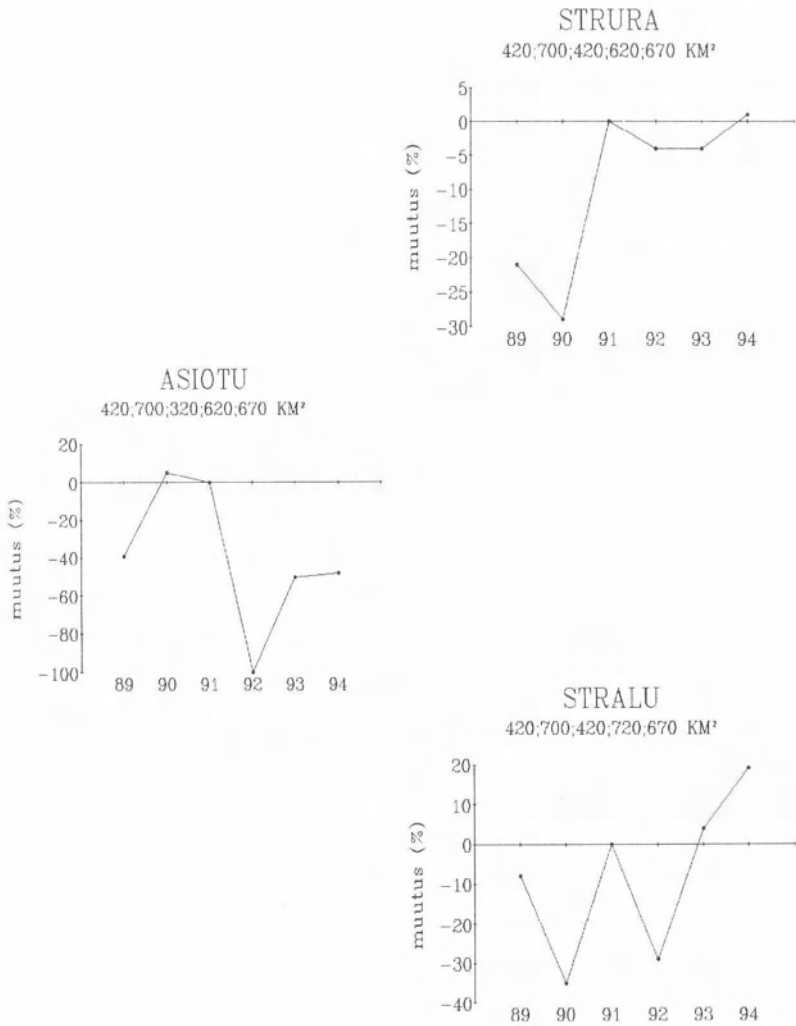 STRURA
420;700;420;620;670 KM²
muutus (%)
5
0
-5
-10
-15
-20
-25
-30
89 90 91 92 93 94
ASIOTU
420;700;320;620;670 KM²
muutus (%)
20
0
-20
-40
-60
-80
-100
89 90 91 92 93 94
STRALU
420;700;420;720;670 KM²
muutus (%)
20
10
0
-10
-20
-30
-40
89 90 91 92 93 94